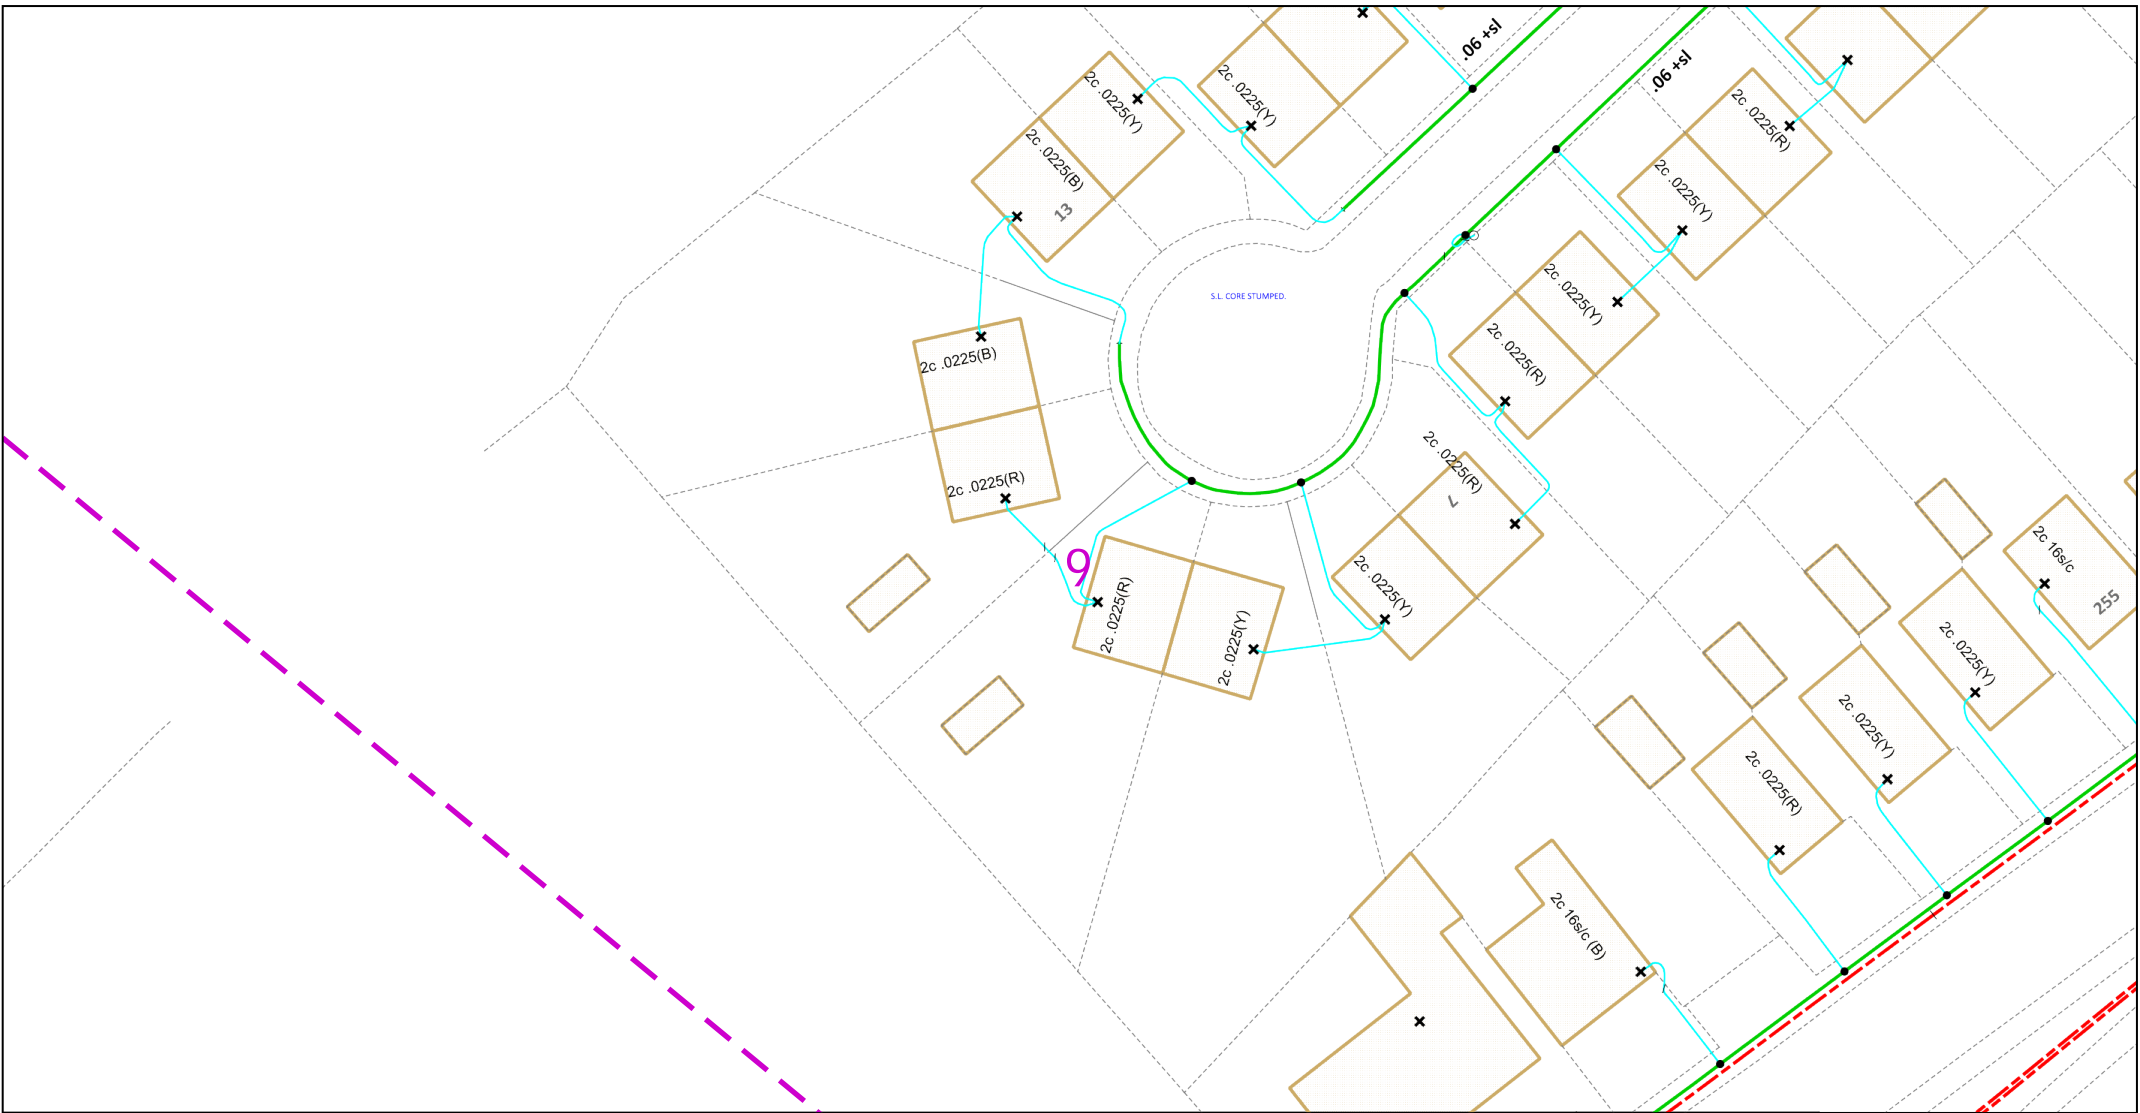 .06 +sl
.06 +sl
2c .0225(Y)
2c .0225(Y)
2c .0225(R)
2c .0225(B)
13
2c .0225(Y)
2c .0225(Y)
S.L. CORE STUMPED.
2c .0225(R)
2c .0225(B)
2c .0225(R)
7
2c .0225(R)
9
2c .0225(R)
2c .0225(Y)
2c .0225(Y)
2c 16s/c
255
2c .0225(Y)
2c .0225(Y)
2c .0225(R)
2c 16s/c (B)